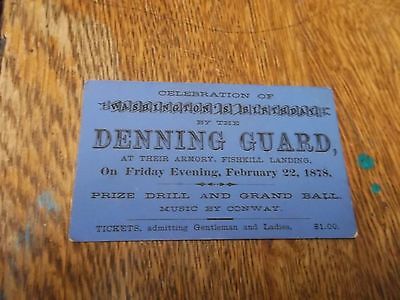 CELEBRATION OF
WASHINGTON'S BIRTHDAY
BY THE
DENNING GUARD,
AT THEIR ARMORY, FISHKILL LANDING,
On Friday Evening, February 22, 1878.
PRIZE DRILL AND GRAND BALL.
MUSIC BY CONWAY.
TICKETS, admitting Gentleman and Ladies, $1.00.